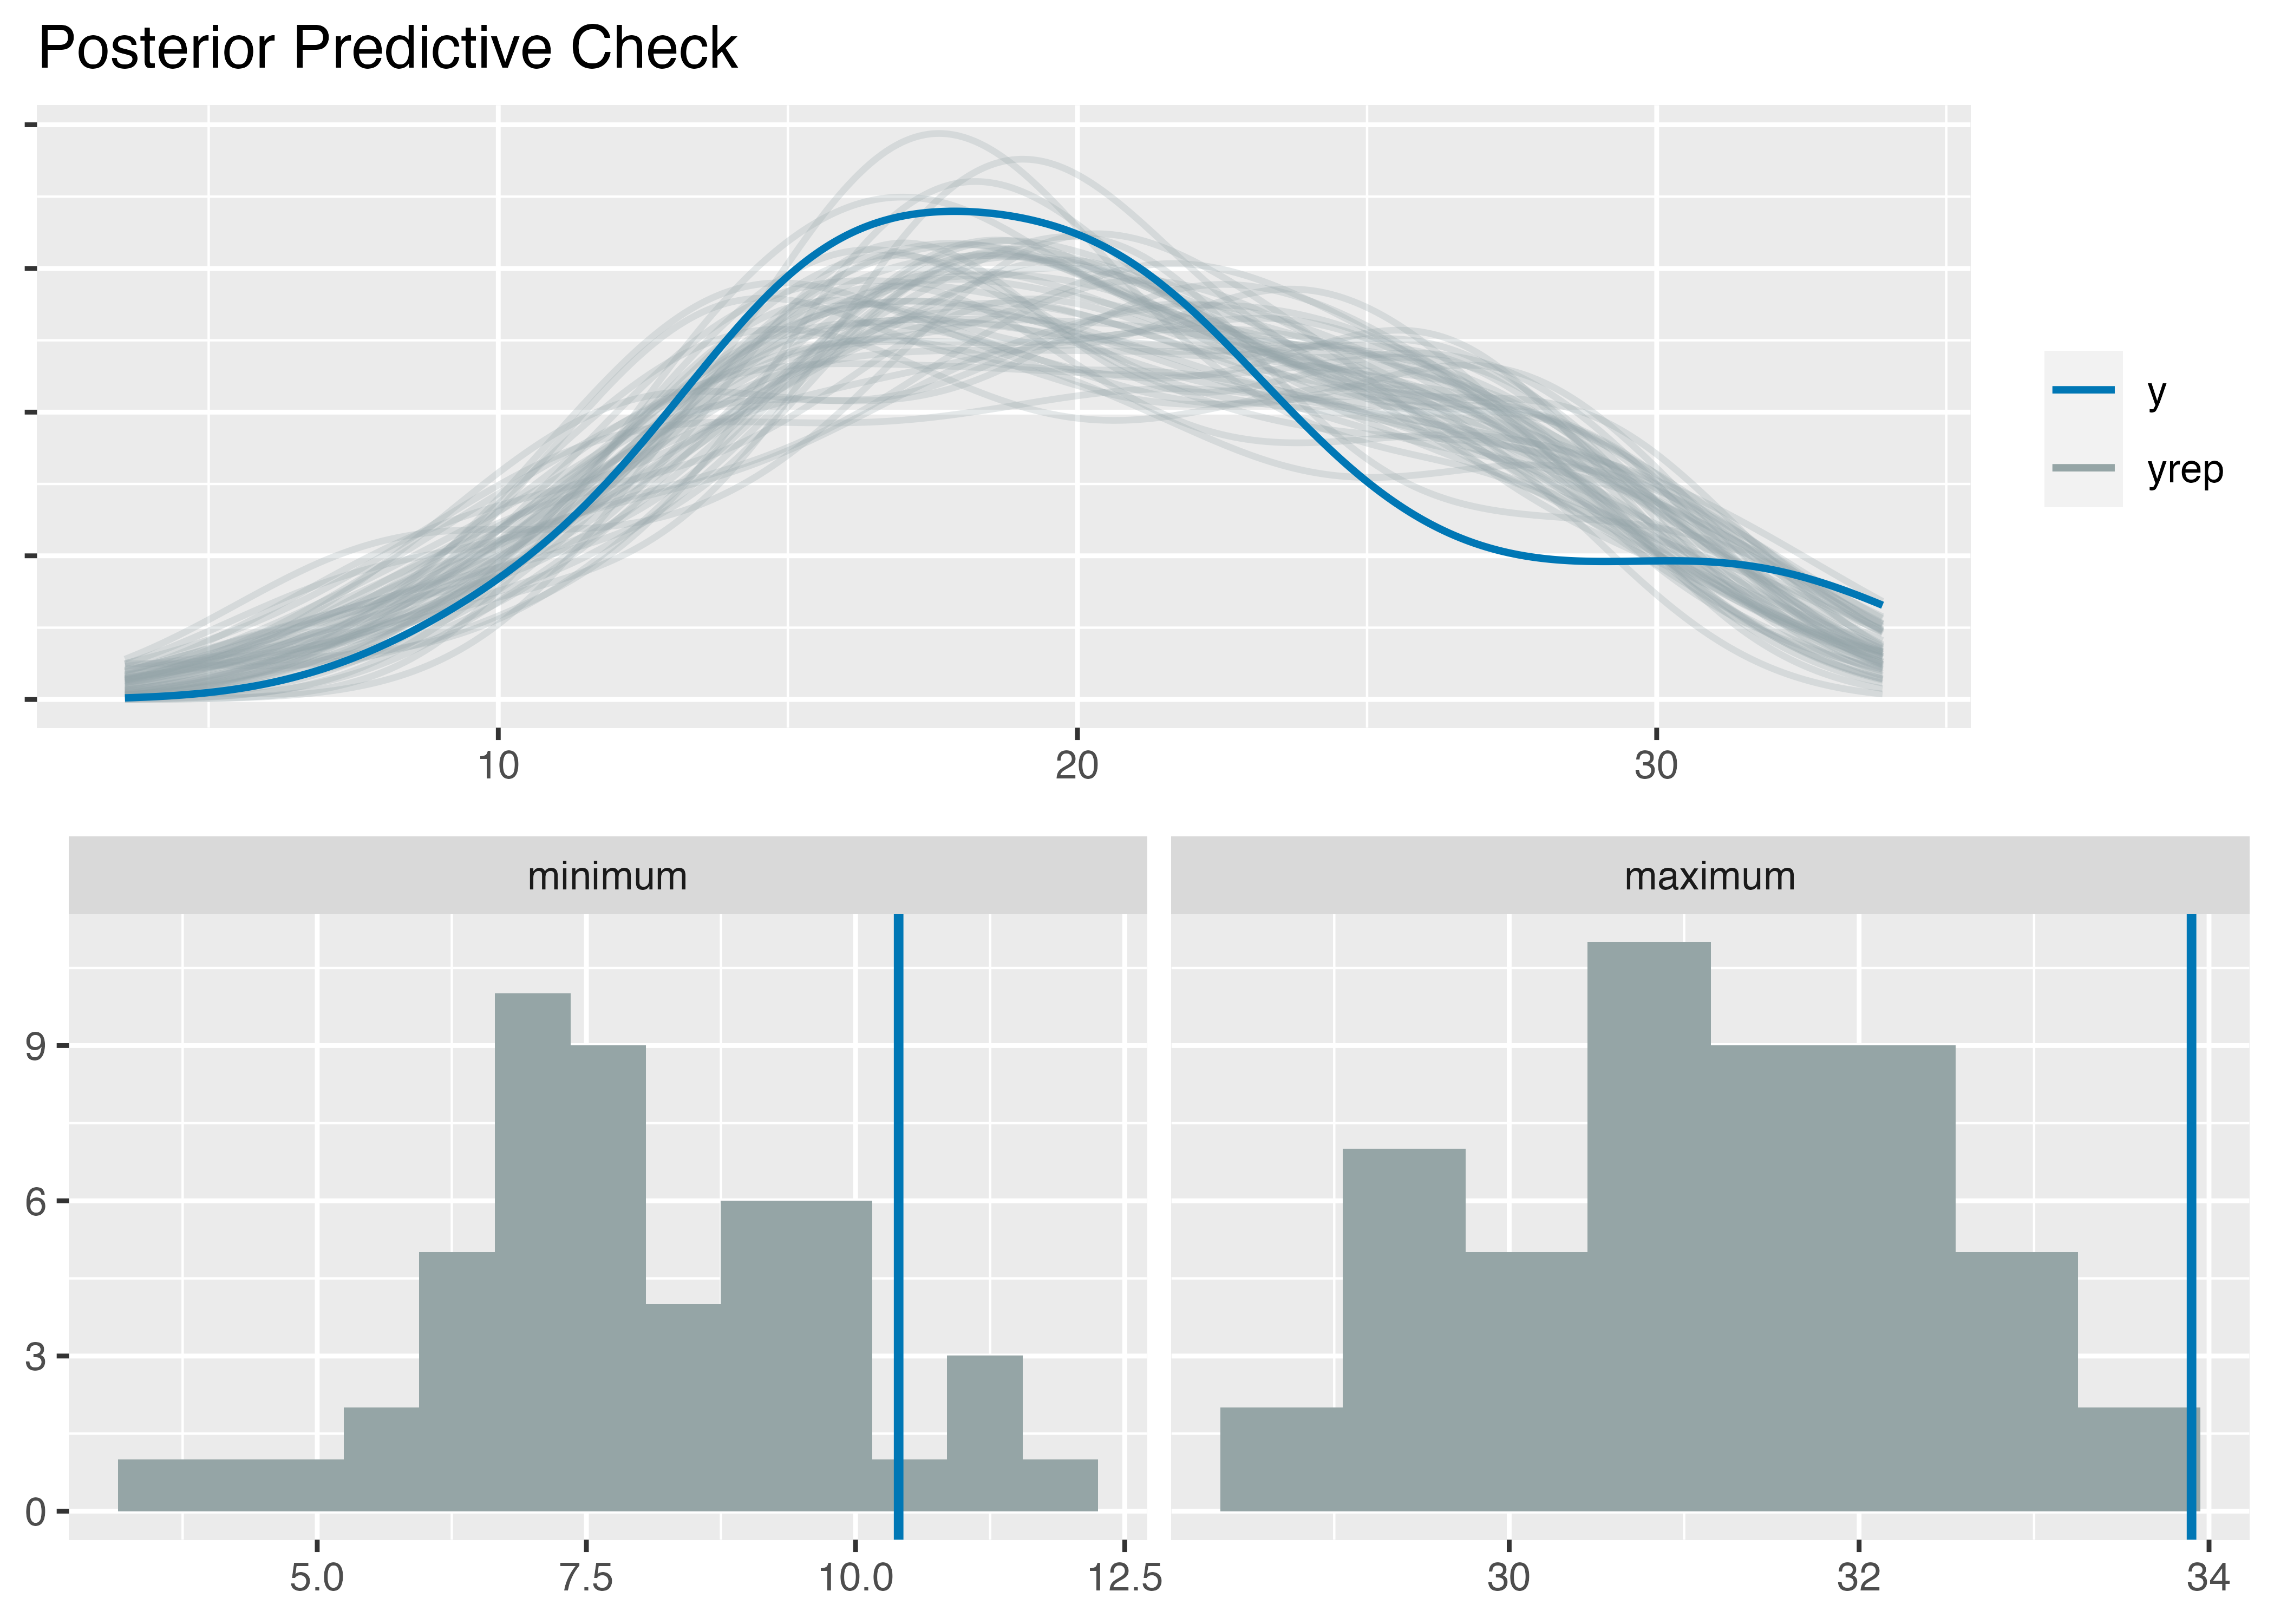 Posterior Predictive Check
y
yrep
10 20 30
minimum maximum
9
6
3
0
5.0 7.5 10.0 12.5 30 32 34